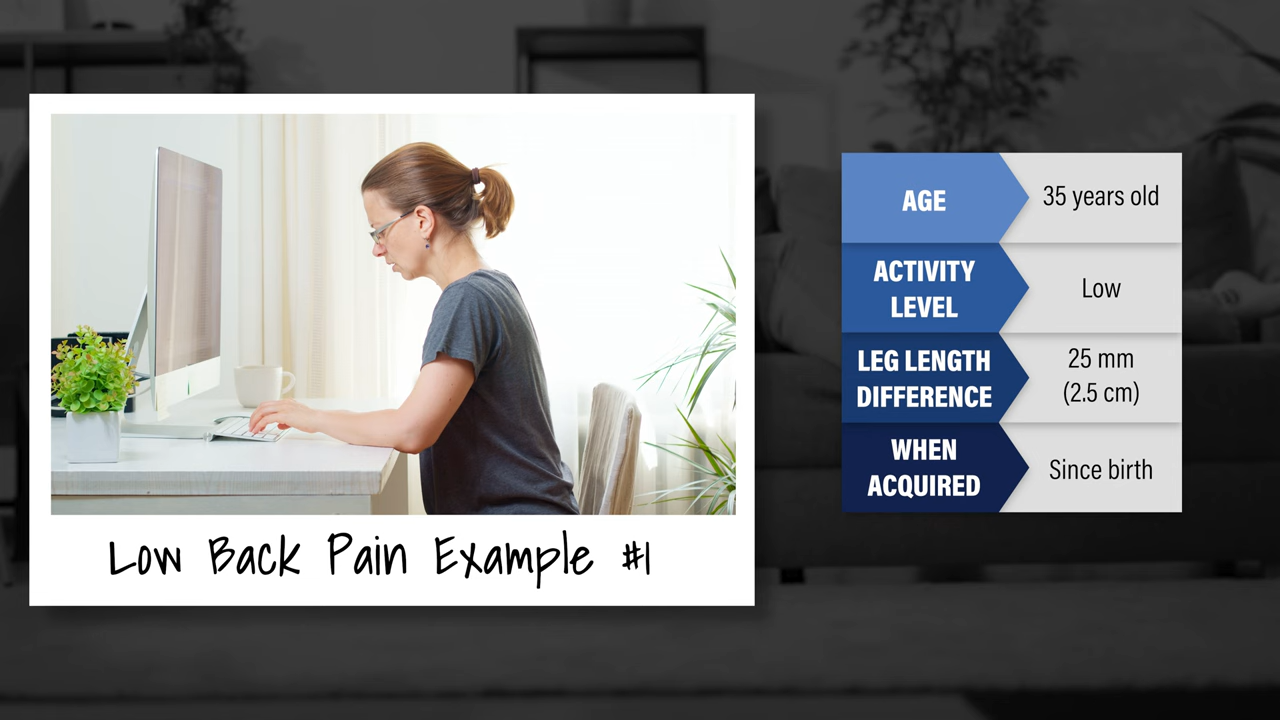 Low Back Pain Example #1
AGE
35 years old
ACTIVITY
LEVEL
Low
LEG LENGTH
DIFFERENCE
25 mm
(2.5 cm)
WHEN
ACQUIRED
Since birth